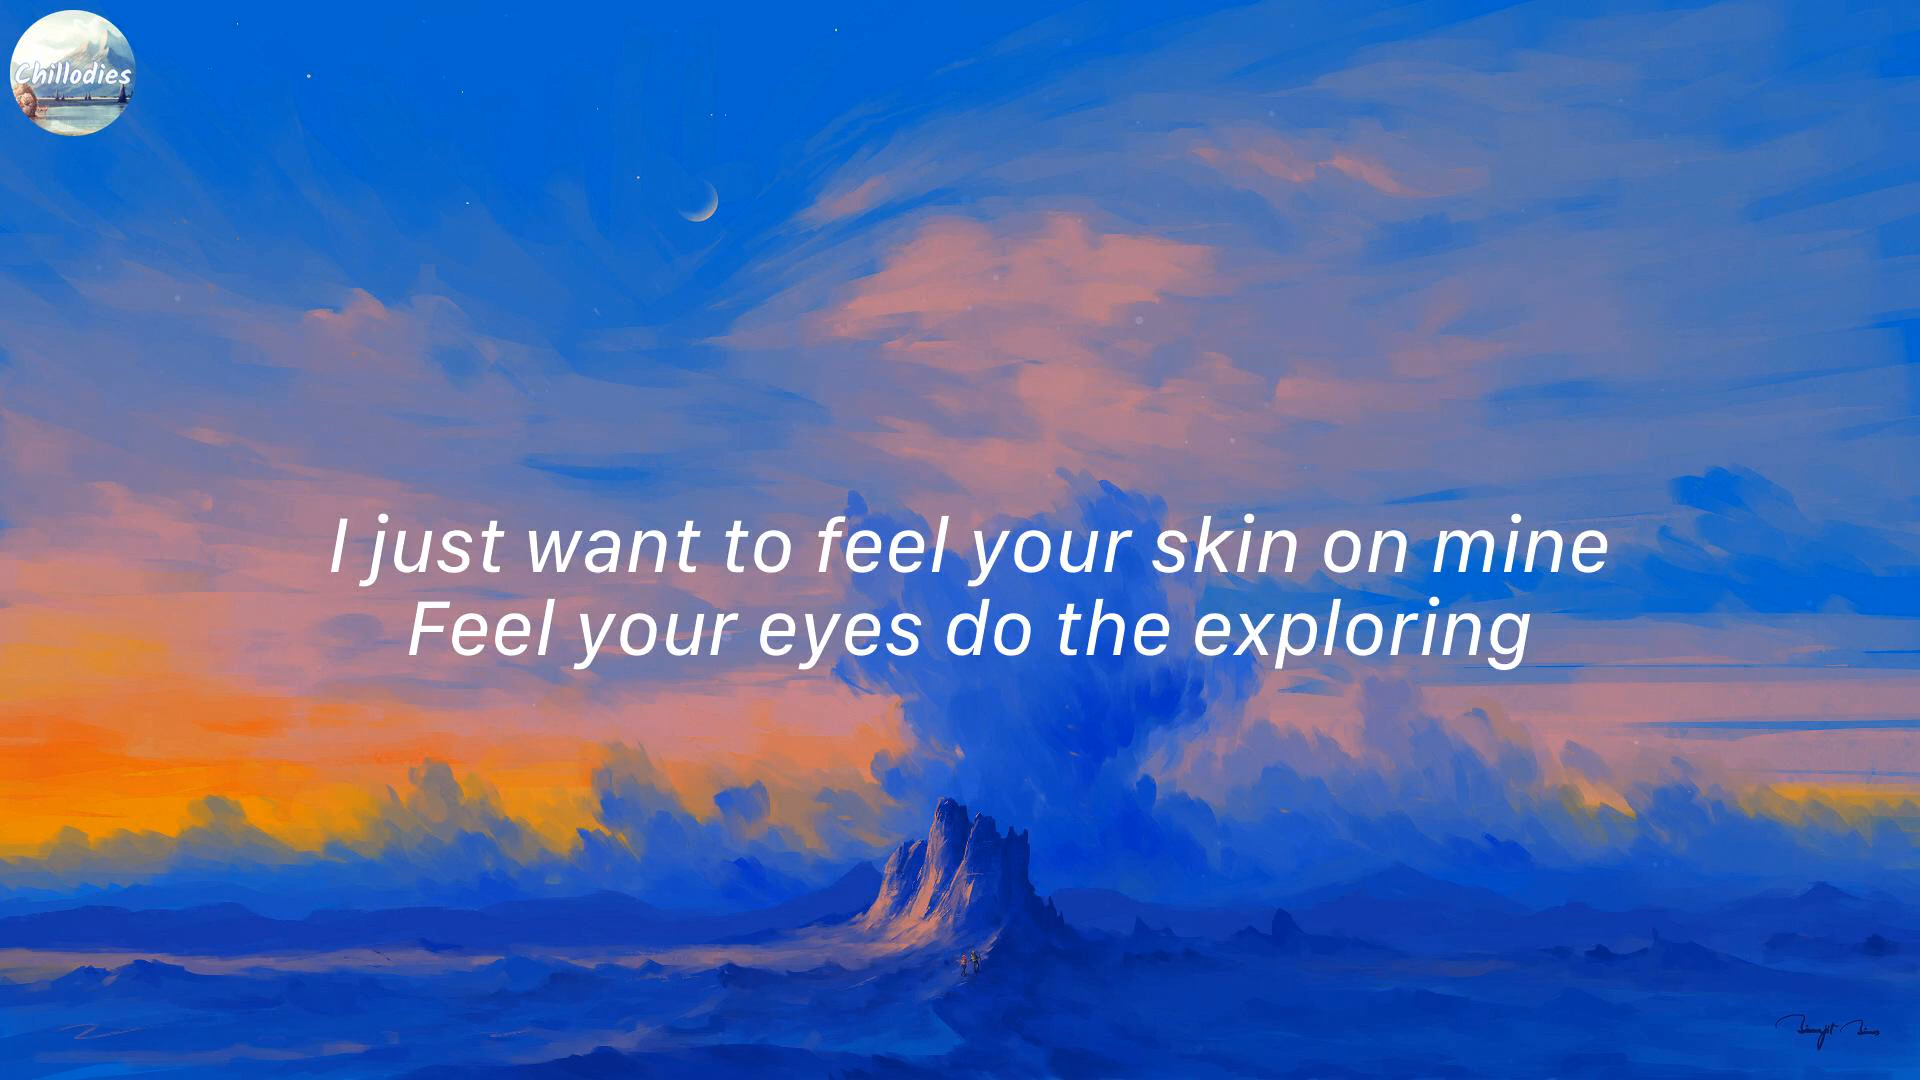 Chillodies
I just want to feel your skin on mine
Feel your eyes do the exploring